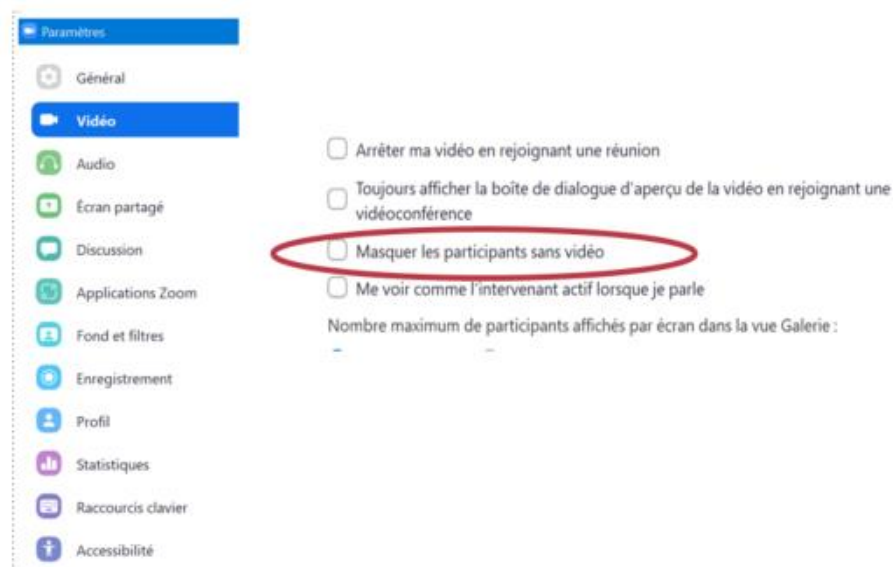 Paramètres
Général
Vidéo
Audio
Écran partagé
Discussion
Applications Zoom
Fond et filtres
Enregistrement
Profil
Statistiques
Raccourcis clavier
Accessibilité
Arrêter ma vidéo en rejoignant une réunion
Toujours afficher la boîte de dialogue d'aperçu de la vidéo en rejoignant une
vidéoconférence
Masquer les participants sans vidéo
Me voir comme l'intervenant actif lorsque je parle
Nombre maximum de participants affichés par écran dans la vue Galerie :